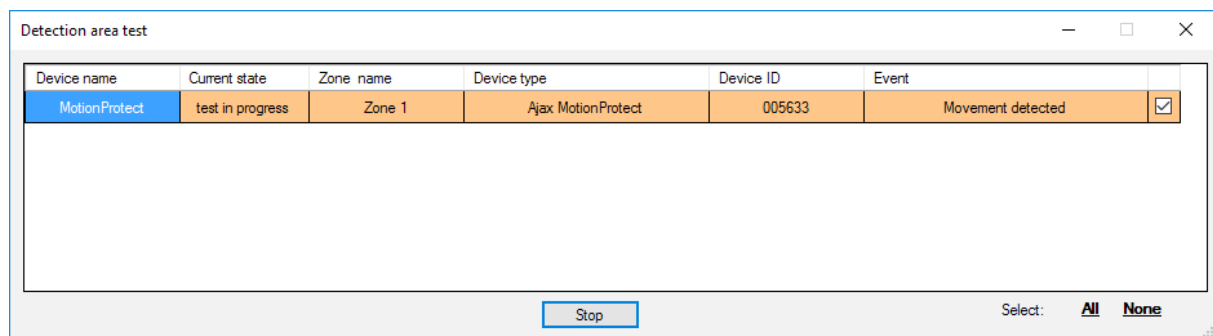 Detection area test
Device name Current state Zone name Device type Device ID Event
MotionProtect test in progress Zone 1 Ajax MotionProtect 005633 Movement detected
Stop Select: All None